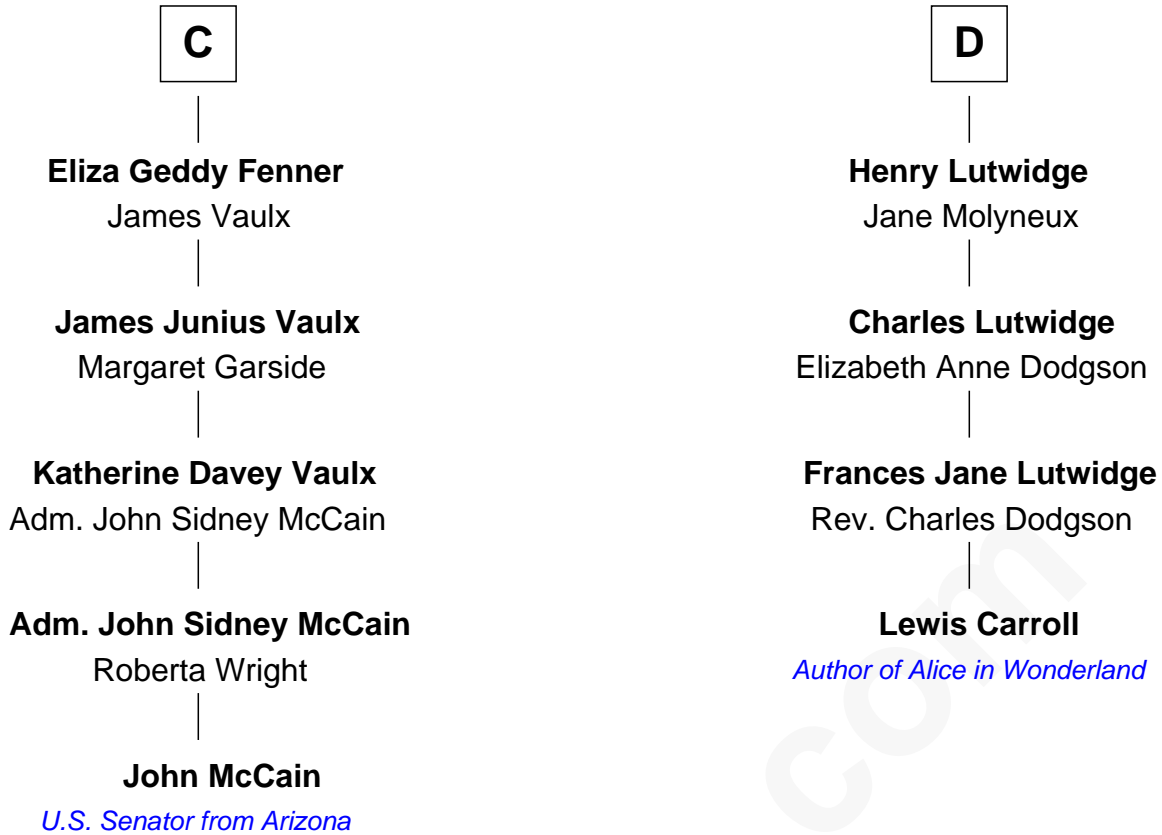 C
Eliza Geddy Fenner
James Vaulx
James Junius Vaulx
Margaret Garside
Katherine Davey Vaulx
Adm. John Sidney McCain
Adm. John Sidney McCain
Roberta Wright
John McCain
U.S. Senator from Arizona
D
Henry Lutwidge
Jane Molyneux
Charles Lutwidge
Elizabeth Anne Dodgson
Frances Jane Lutwidge
Rev. Charles Dodgson
Lewis Carroll
Author of Alice in Wonderland
com